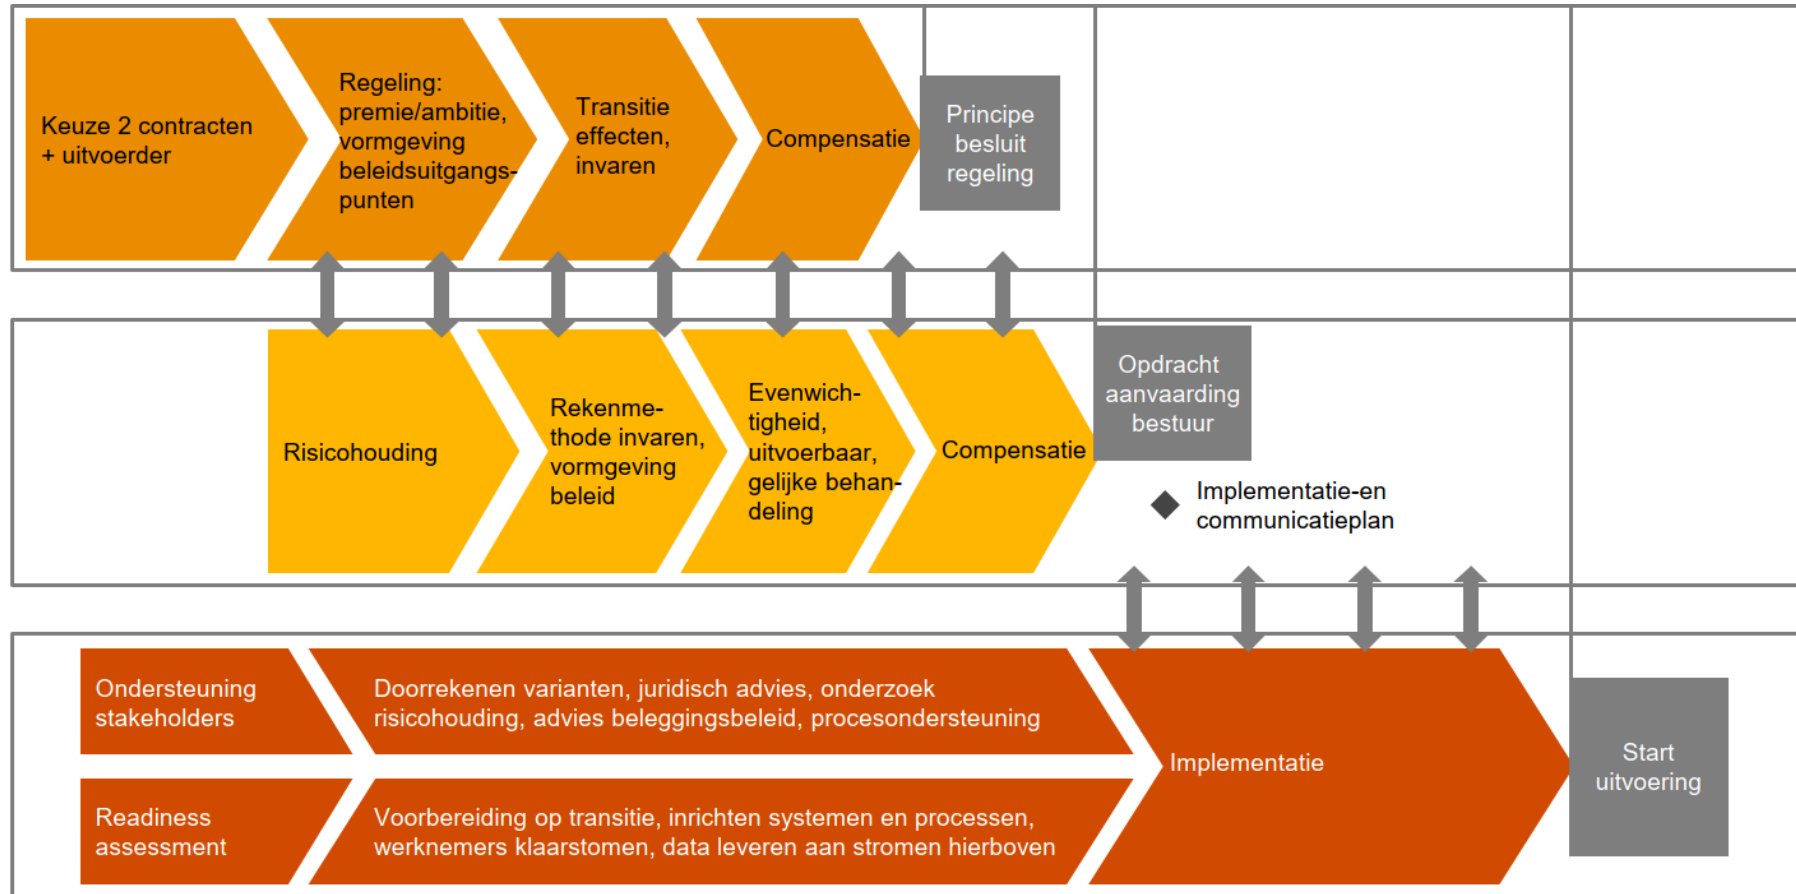 Keuze 2 contracten
+ uitvoerder
Regeling:
premie/ambitie,
vormgeving
beleidsuitgangs-
punten
Transitie
effecten,
invaren
Compensatie
Principe
besluit
regeling
Risicohouding
Rekenme-
thode invaren,
vormgeving
beleid
Evenwich-
tigheid,
uitvoerbaar,
gelijke behan-
deling
Compensatie
Opdracht
aanvaarding
bestuur
Implementatie-en
communicatieplan
Ondersteuning
stakeholders
Doorrekenen varianten, juridisch advies, onderzoek
risicohouding, advies beleggingsbeleid, procesondersteuning
Readiness
assessment
Voorbereiding op transitie, inrichten systemen en processen,
werknemers klaarstomen, data leveren aan stromen hierboven
Implementatie
Start
uitvoering